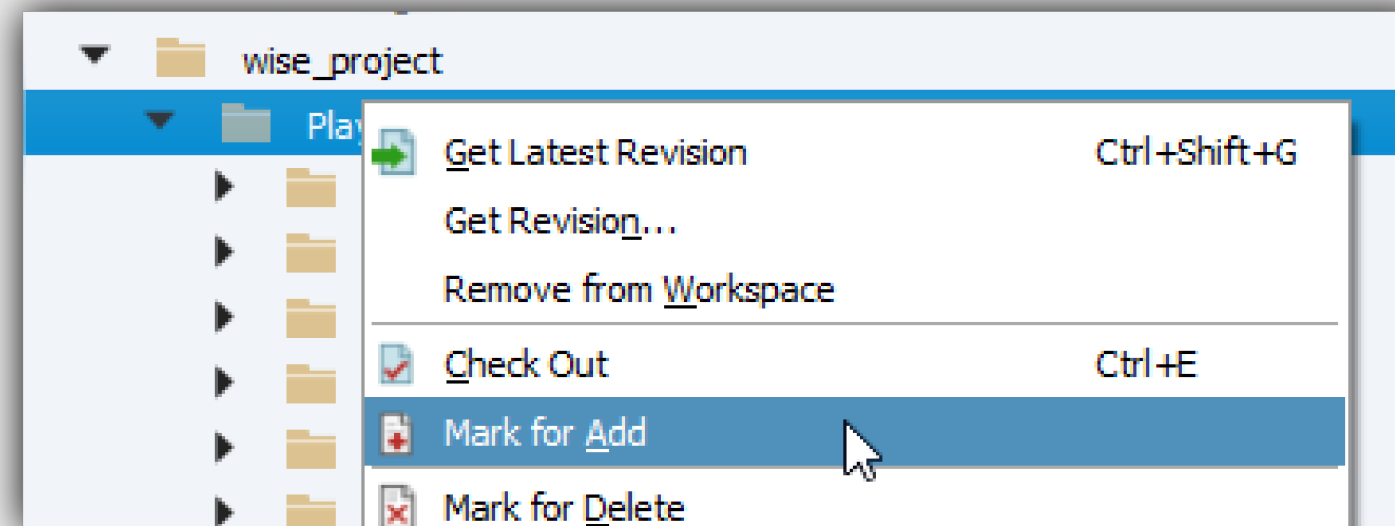 wise_project
Play
Get Latest Revision Ctrl+Shift+G
Get Revision...
Remove from Workspace
Check Out Ctrl+E
Mark for Add
Mark for Delete